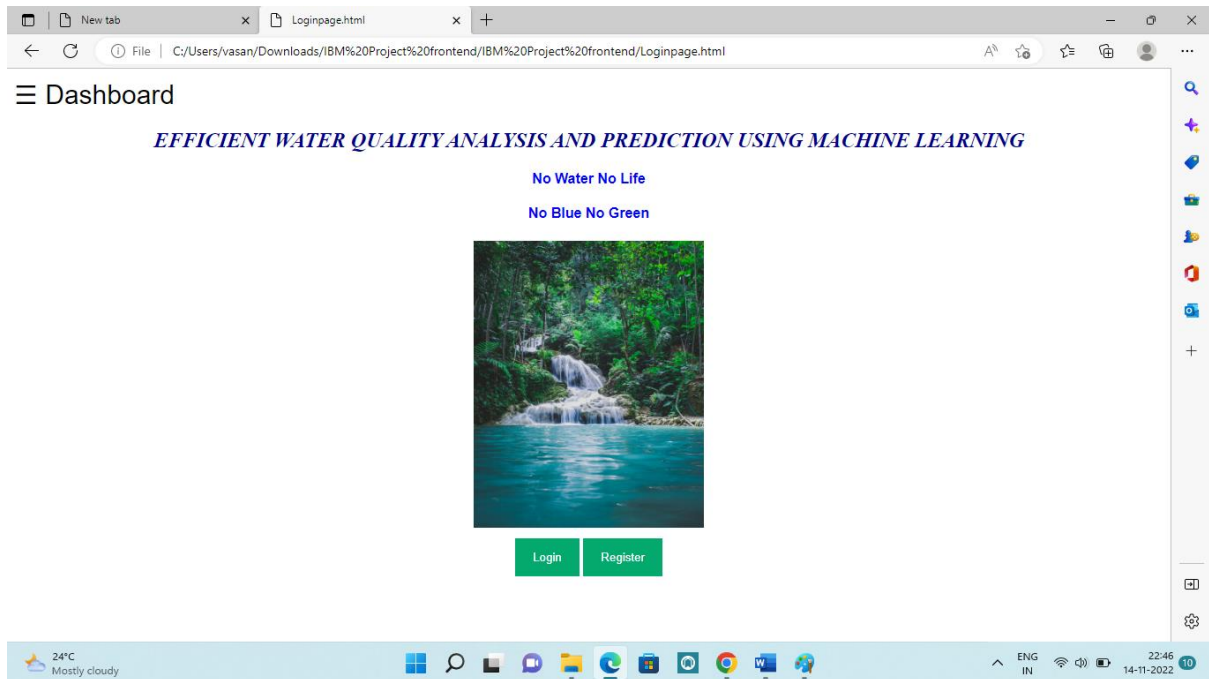 New tab
Loginpage.html
File | C:/Users/vasan/Downloads/IBM%20Project%20frontend/IBM%20Project%20frontend/Loginpage.html
☰ Dashboard
EFFICIENT WATER QUALITY ANALYSIS AND PREDICTION USING MACHINE LEARNING
No Water No Life
No Blue No Green
Login Register
24°C
Mostly cloudy
ENG
IN
22:46
14-11-2022
10